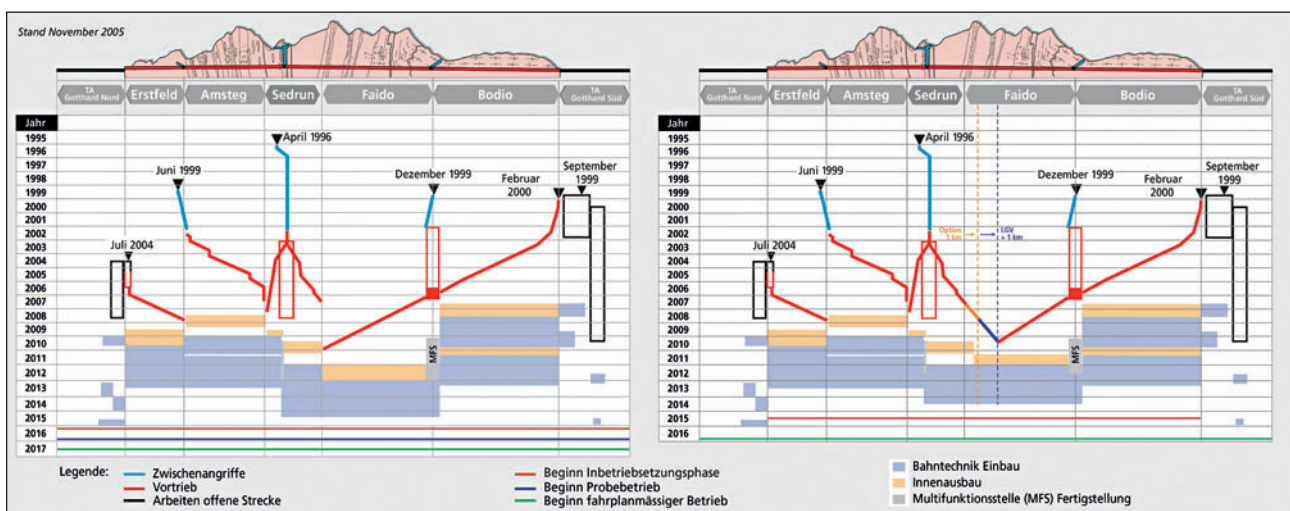 Stand November 2005
TA
Gotthard Nord
Erstfeld
Amsteg
Sedrun
Faido
Bodio
TA
Gotthard Süd
Jahr
1995
1996
1997
1998
1999
2000
2001
2002
2003
2004
2005
2006
2007
2008
2009
2010
2011
2012
2013
2014
2015
2016
2017
April 1996
Juni 1999
Dezember 1999
Februar
2000
September
1999
Juli 2004
MFS
TA
Gotthard Nord
Erstfeld
Amsteg
Sedrun
Faido
Bodio
TA
Gotthard Süd
Jahr
1995
1996
1997
1998
1999
2000
2001
2002
2003
2004
2005
2006
2007
2008
2009
2010
2011
2012
2013
2014
2015
2016
April 1996
Juni 1999
Dezember 1999
Februar
2000
September
1999
Option
1 km
LGV
+ 1 km
Juli 2004
MFS
Legende:
Zwischenangriffe
Vortrieb
Arbeiten offene Strecke
Beginn Inbetriebsetzungsphase
Beginn Probebetrieb
Beginn fahrplanmässiger Betrieb
Bahntechnik Einbau
Innenausbau
Multifunktionsstelle (MFS) Fertigstellung